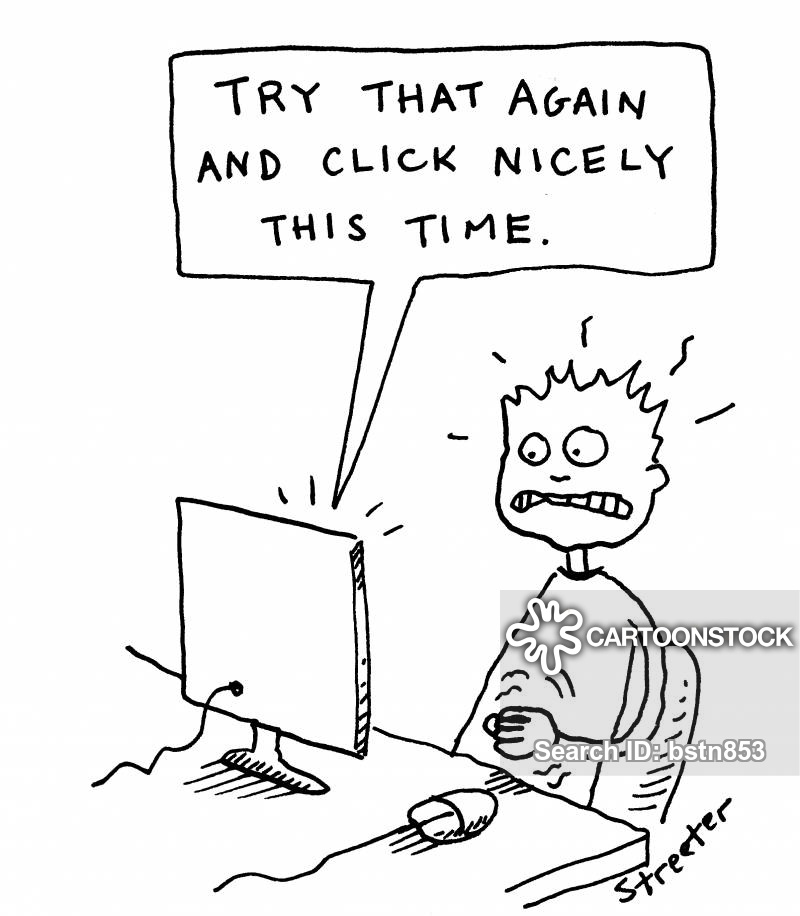 TRY THAT AGAIN
AND CLICK NICELY
THIS TIME.
CARTOONSTOCK
Search ID: bstn853
Streeter